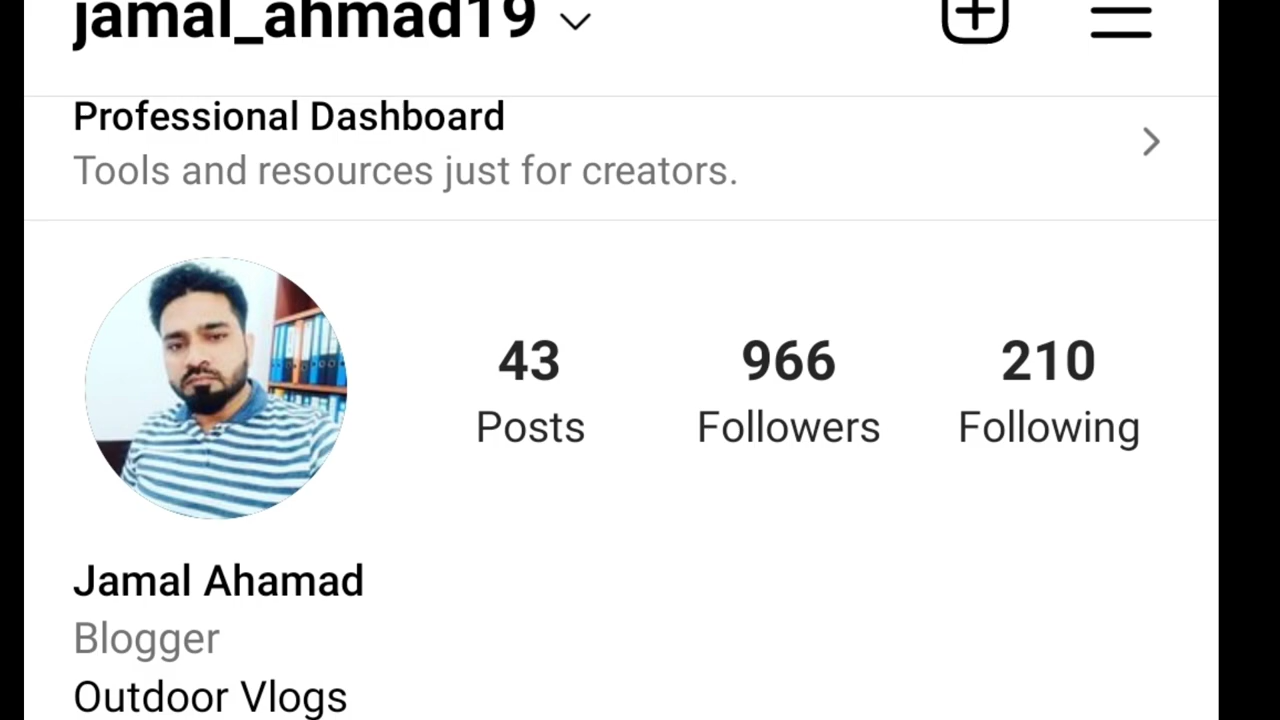 jamal_ahmad19
Professional Dashboard
Tools and resources just for creators.
43 966 210
Posts Followers Following
Jamal Ahamad
Blogger
Outdoor Vlogs